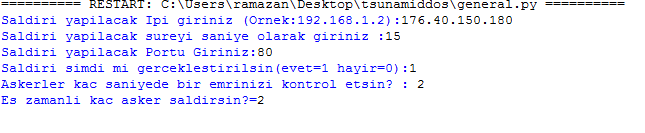 ========== RESTART: C:\Users\ramazan\Desktop\tsunamiddos\general.py ==========
Saldiri yapilacak Ipi giriniz (Ornek:192.168.1.2):176.40.150.180
Saldiri yapilacak sureyi saniye olarak giriniz :15
Saldiri yapilacak Portu Giriniz:80
Saldiri simdi mi gerceklestirilsin(evet=1 hayir=0):1
Askerler kac saniyede bir emrinizi kontrol etsin? : 2
Es zamanli kac asker saldirsin?=2